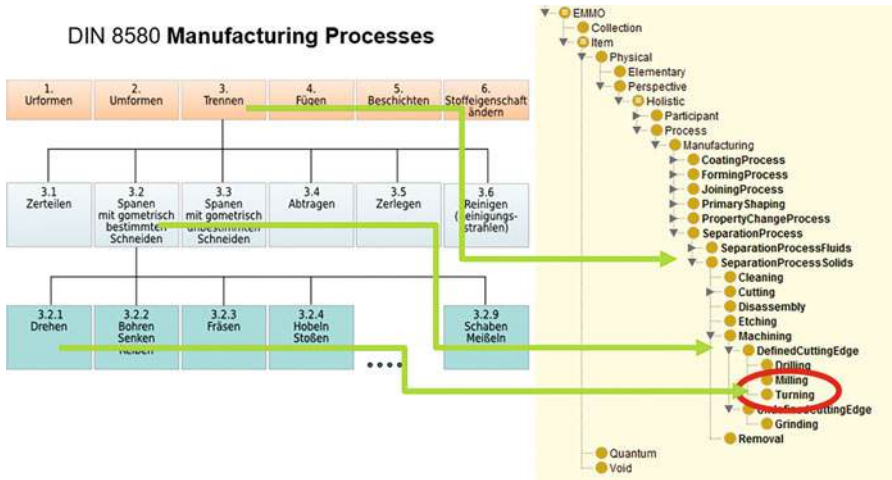 DIN 8580 Manufacturing Processes
1.
Urformen
2.
Umformen
3.
Trennen
4.
Fügen
5.
Beschichten
6.
Stoffeigenschaft
ändern
3.1
Zerteilen
3.2
Spanen
mit gometrisch
bestimmten
Schneiden
3.3
Spanen
mit gometrisch
unbestimmten
Schneiden
3.4
Abtragen
3.5
Zerlegen
3.6
Reinigen
(Reinigungs-
strahlen)
3.2.1
Drehen
3.2.2
Bohren
Senken
Reiben
3.2.3
Fräsen
3.2.4
Hobeln
Stoßen
3.2.9
Schaben
Meißeln
EMMO
Collection
Item
Physical
Elementary
Perspective
Holistic
Participant
Process
Manufacturing
CoatingProcess
FormingProcess
JoiningProcess
PrimaryShaping
PropertyChangeProcess
SeparationProcess
SeparationProcessFluids
SeparationProcessSolids
Cleaning
Cutting
Disassembly
Etching
Machining
DefinedCuttingEdge
Drilling
Milling
Turning
UndefinedCuttingEdge
Grinding
Removal
Quantum
Void